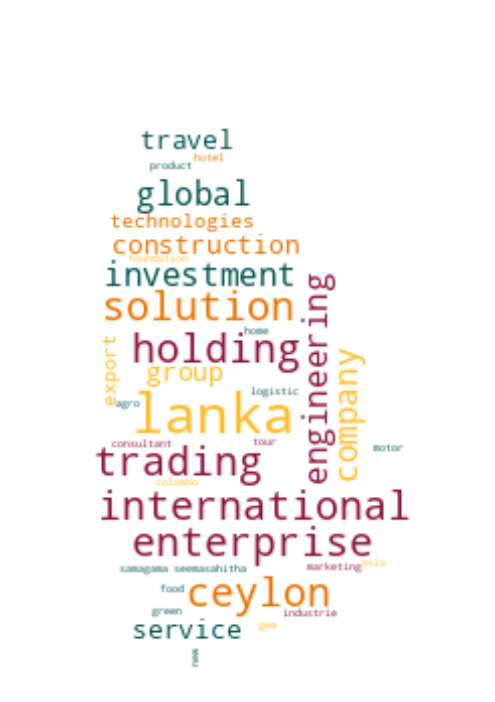 travel
hotel
product
global
technologies
construction
foundation
investment
solution
engineering
home
holding
export
group
company
logistic
agro
lanka
consultant
tour
motor
trading
colombo
international
enterprise
samagama seemasahitha
marketing
asia
food
ceylon
green
industrie
gem
service
new